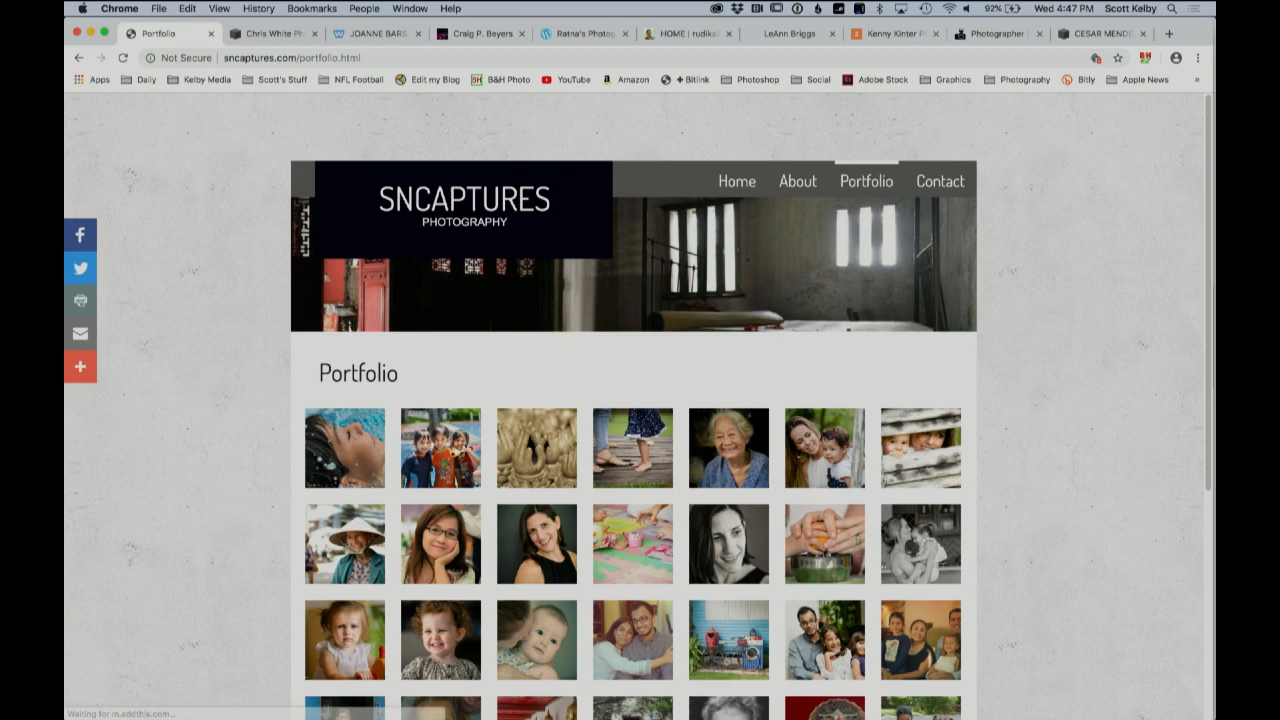 Chrome File Edit View History Bookmarks People Window Help 92% Wed 4:47 PM Scott Kelby
Portfolio Chris White Ph JOANNE BARS Craig P. Beyers Ratna's Photog HOME | rudika LeAnn Briggs Kenny Kinter P Photographer | CESAR MENDE
Not Secure sncaptures.com/portfolio.html
Apps Daily Kelby Media Scott's Stuff NFL Football Edit my Blog B&H Photo YouTube Amazon + Bitlink Photoshop Social Adobe Stock Graphics Photography Bitly Apple News »
SNCAPTURES
PHOTOGRAPHY
Home About Portfolio Contact
Portfolio
Waiting for m.addthis.com...